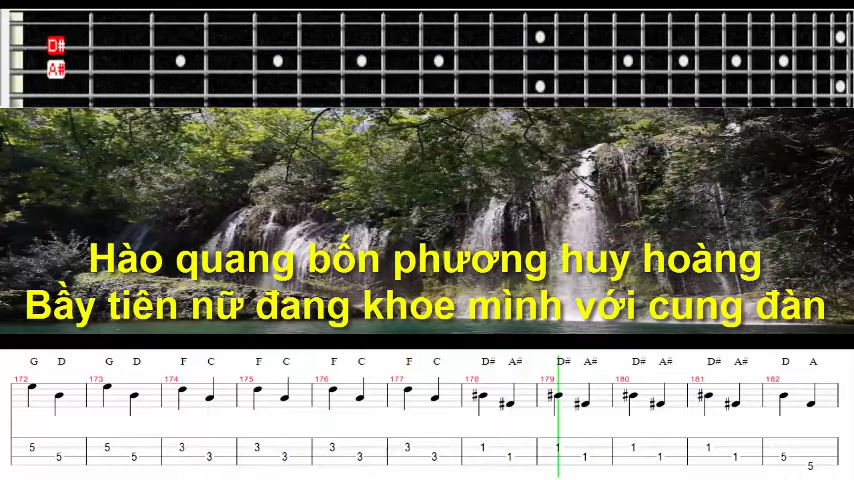 D#
A#
Hào quang bốn phương huy hoàng
Bầy tiên nữ đang khoe mình với cung đàn
G D G D F C F C F C F C D# A# D# A# D# A# D# A# D A
172 173 174 175 176 177 178 179 180 181 182
5 5 3 3 3 3 1 1 1 1
5 5 3 3 3 3 1 1 1 1 5
5